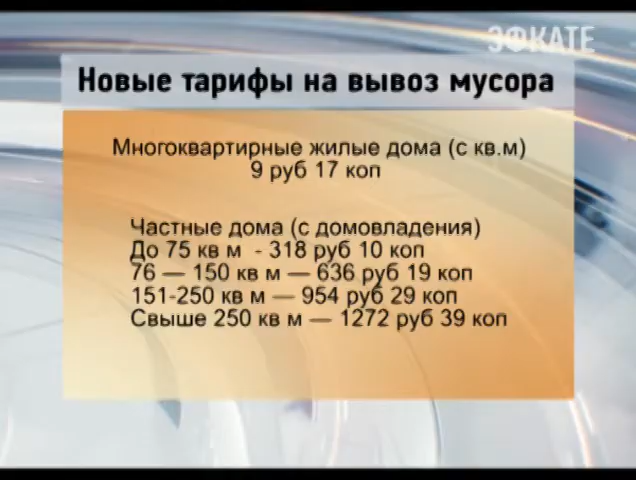 ЭФКАТЕ
Новые тарифы на вывоз мусора
Многоквартирные жилые дома (с кв.м)
9 руб 17 коп
Частные дома (с домовладения)
До 75 кв м - 318 руб 10 коп
76 — 150 кв м — 636 руб 19 коп
151-250 кв м — 954 руб 29 коп
Свыше 250 кв м — 1272 руб 39 коп